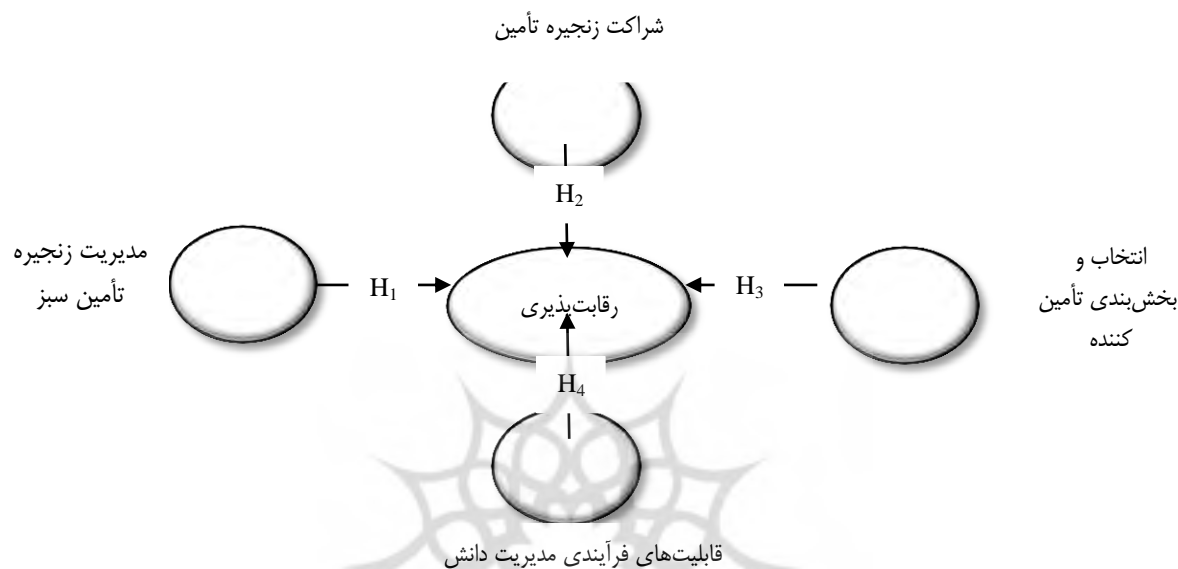 شراکت زنجیره تأمین
H2
مدیریت زنجیره
تأمین سبز
H1
رقابت‌پذیری
H3
انتخاب و
بخش‌بندی تأمین
کننده
H4
قابلیت‌های فرآیندی مدیریت دانش